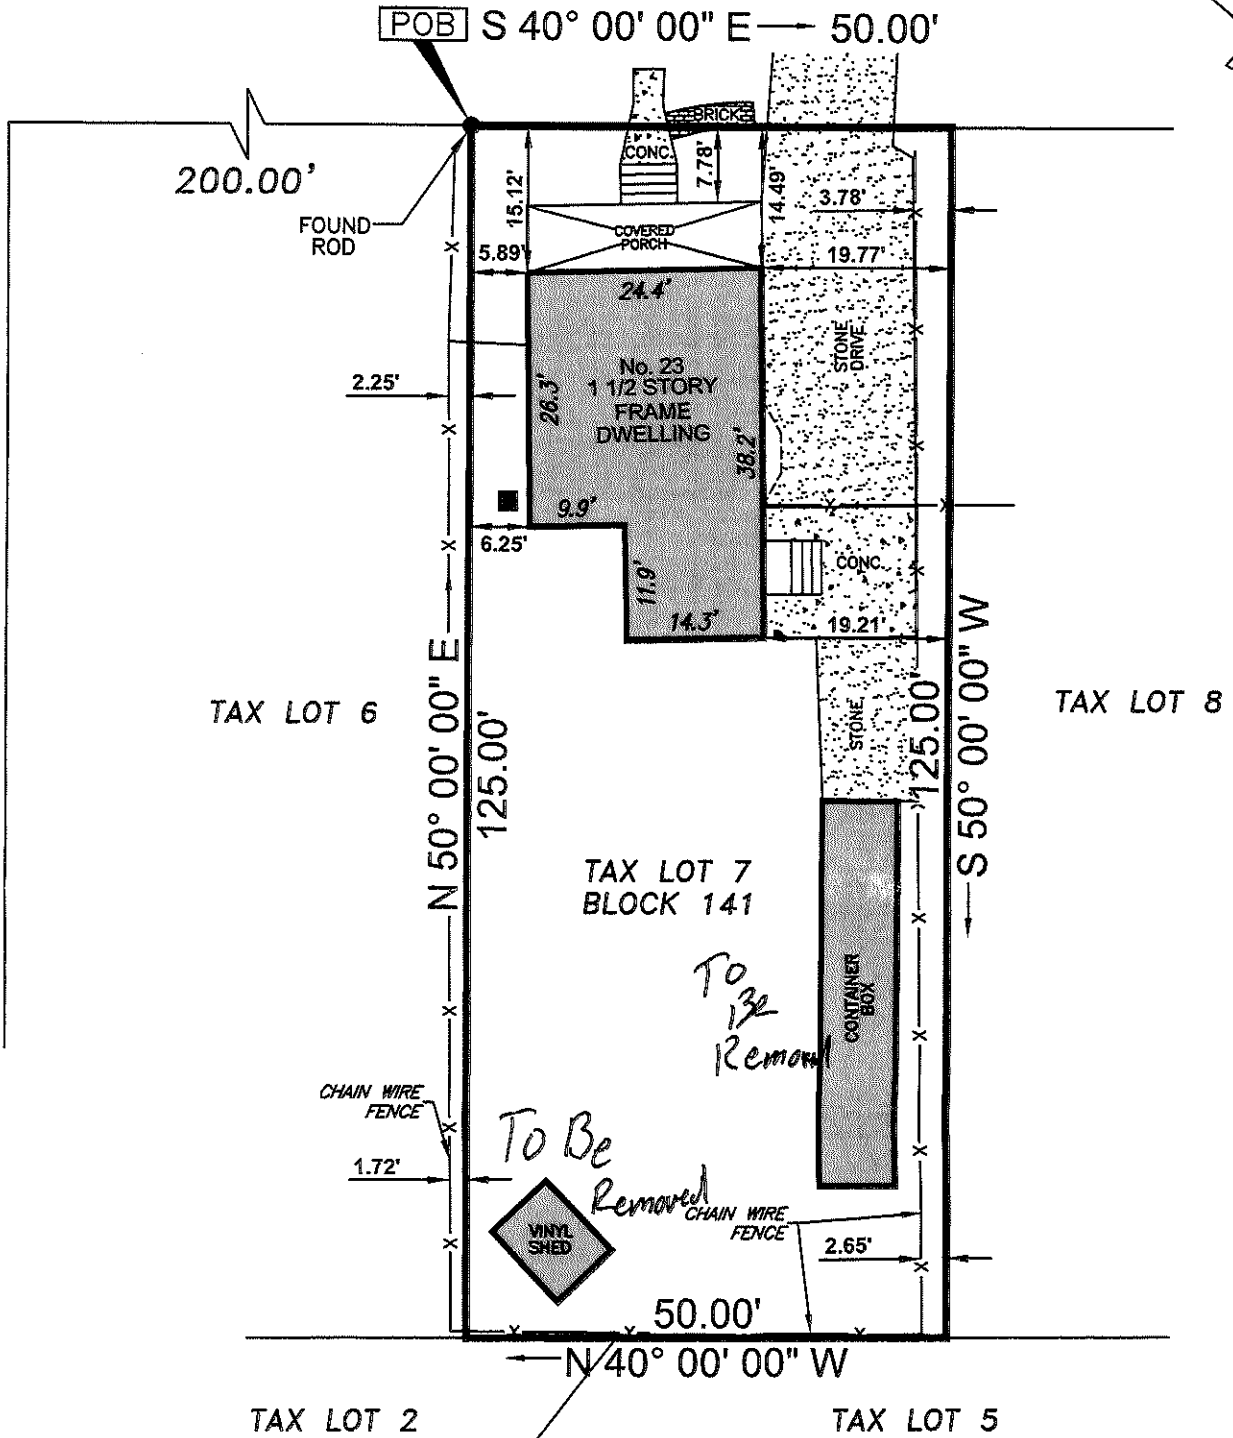 POB S 40° 00' 00" E 50.00'
BRICK
200.00'
FOUND
ROD
CONC.
15.12'
7.78'
14.49'
3.78'
COVERED
PORCH
5.89'
19.77'
24.4'
No. 23
1 1/2 STORY
FRAME
DWELLING
26.3'
38.2'
STONE
DRIVE
2.25'
9.9'
6.25'
CONC.
11.9'
14.3'
19.21'
N 50° 00' 00" E
125.00'
TAX LOT 6
STONE
125.00'
S 50° 00' 00" W
TAX LOT 8
TAX LOT 7
BLOCK 141
To
Be
Removed
CONTAINER
BOX
CHAIN WIRE
FENCE
To Be
Removed
1.72'
VINYL
SHED
CHAIN WIRE
FENCE
2.65'
50.00'
N 40° 00' 00" W
TAX LOT 2
TAX LOT 5